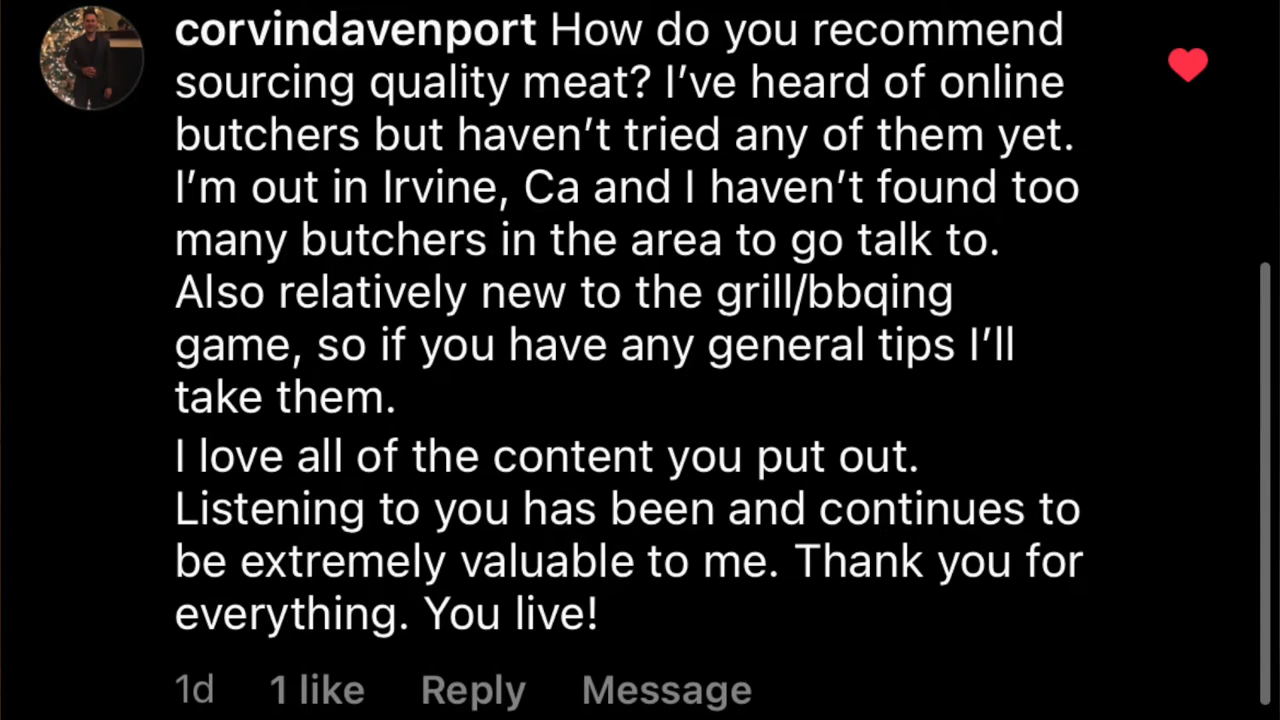 corvindavenport How do you recommend
sourcing quality meat? I’ve heard of online
butchers but haven’t tried any of them yet.
I’m out in Irvine, Ca and I haven’t found too
many butchers in the area to go talk to.
Also relatively new to the grill/bbqing
game, so if you have any general tips I’ll
take them.
I love all of the content you put out.
Listening to you has been and continues to
be extremely valuable to me. Thank you for
everything. You live!
1d 1 like Reply Message